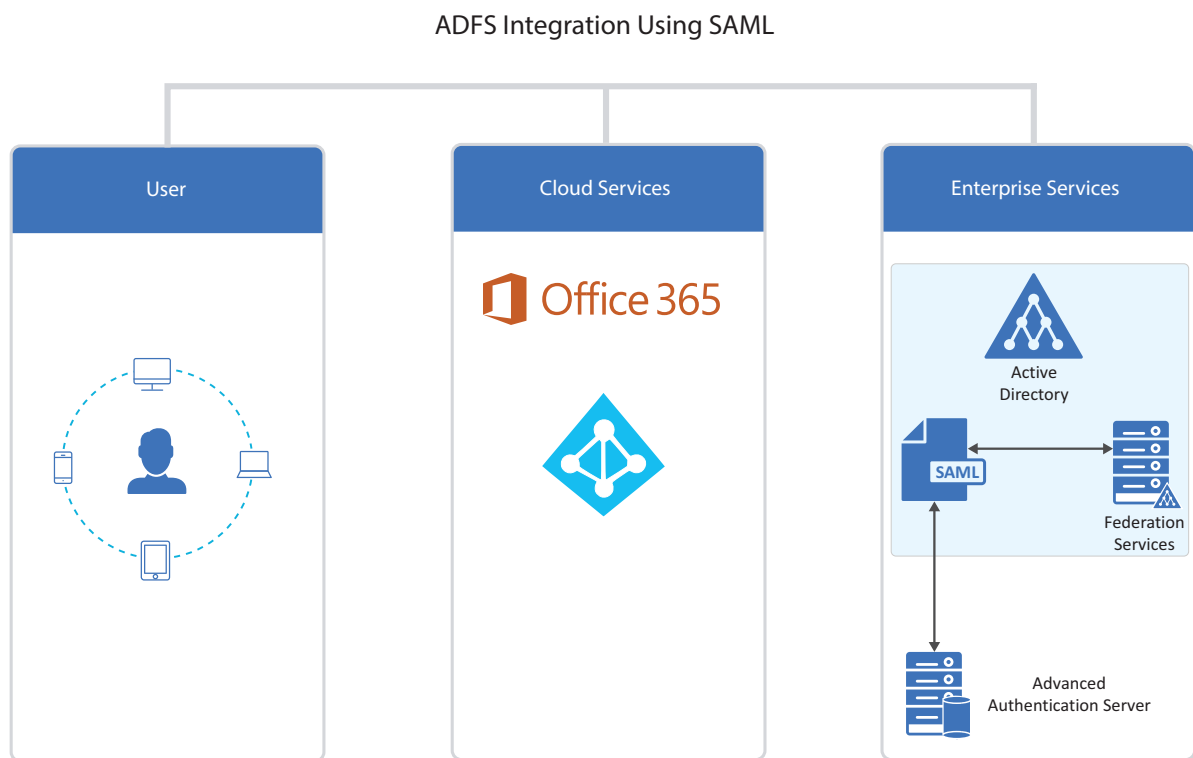 ADFS Integration Using SAML
User
Cloud Services
Enterprise Services
Office 365
Active
Directory
SAML
Federation
Services
Advanced
Authentication Server